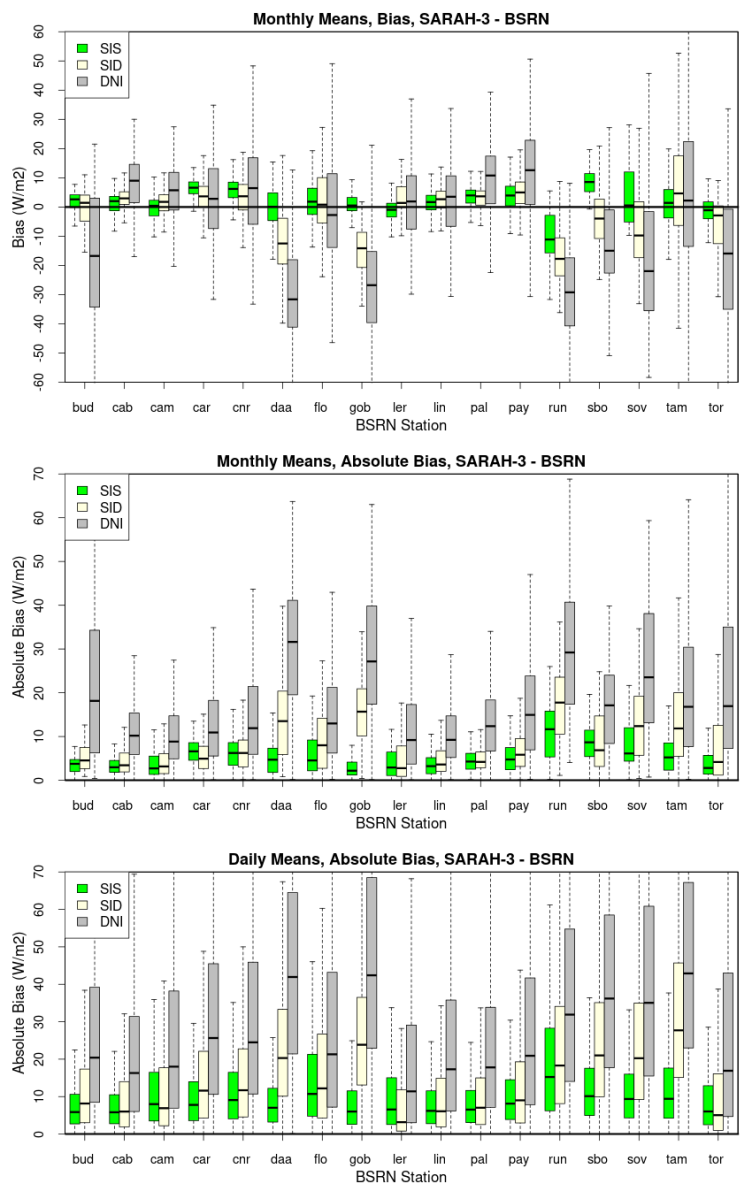 Monthly Means, Bias, SARAH-3 - BSRN
60
50
40
30
20
10
0
-10
-20
-30
-40
-50
-60
Bias (W/m2)
SIS
SID
DNI
bud cab cam car cnr daa flo gob ler lin pal pay run sbo sov tam tor
BSRN Station
Monthly Means, Absolute Bias, SARAH-3 - BSRN
70
60
50
40
30
20
10
0
Absolute Bias (W/m2)
SIS
SID
DNI
bud cab cam car cnr daa flo gob ler lin pal pay run sbo sov tam tor
BSRN Station
Daily Means, Absolute Bias, SARAH-3 - BSRN
70
60
50
40
30
20
10
0
Absolute Bias (W/m2)
SIS
SID
DNI
bud cab cam car cnr daa flo gob ler lin pal pay run sbo sov tam tor
BSRN Station